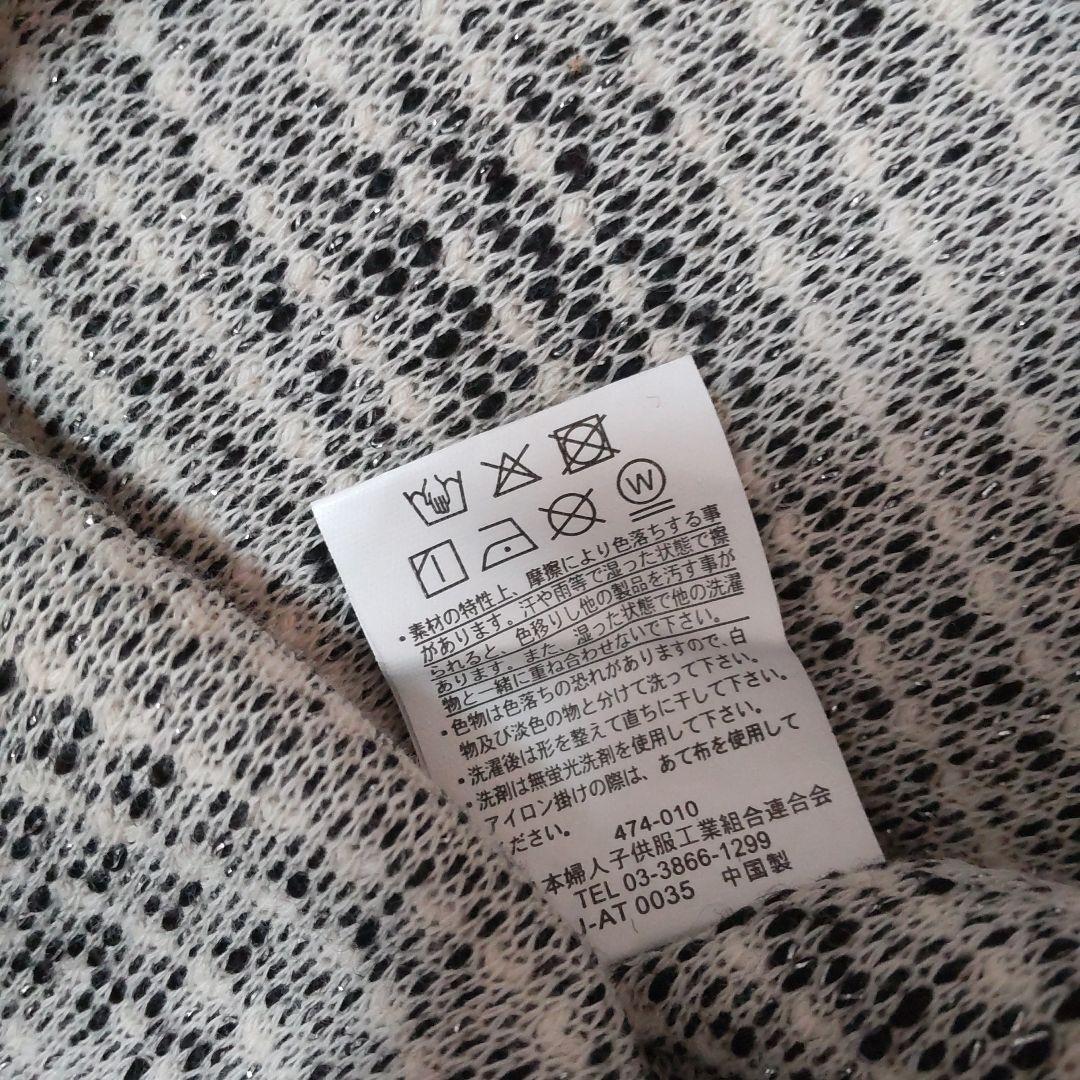 W
・素材の特性上、摩擦により色落ちする事
があります。汗や雨等で湿った状態で擦
られると、色移りし他の製品を汚す事が
あります。また、湿った状態で他の洗濯
物と一緒に重ね合わせないで下さい。
・色物は色落ちの恐れがありますので、白
物及び淡色の物と分けて洗って下さい。
・洗濯後は形を整えて直ちに干して下さい。
・洗剤は無蛍光洗剤を使用して下さい。
アイロン掛けの際は、あて布を使用して
ください。
474-010
本婦人子供服工業組合連合会
TEL 03-3866-1299
-AT 0035 中国製